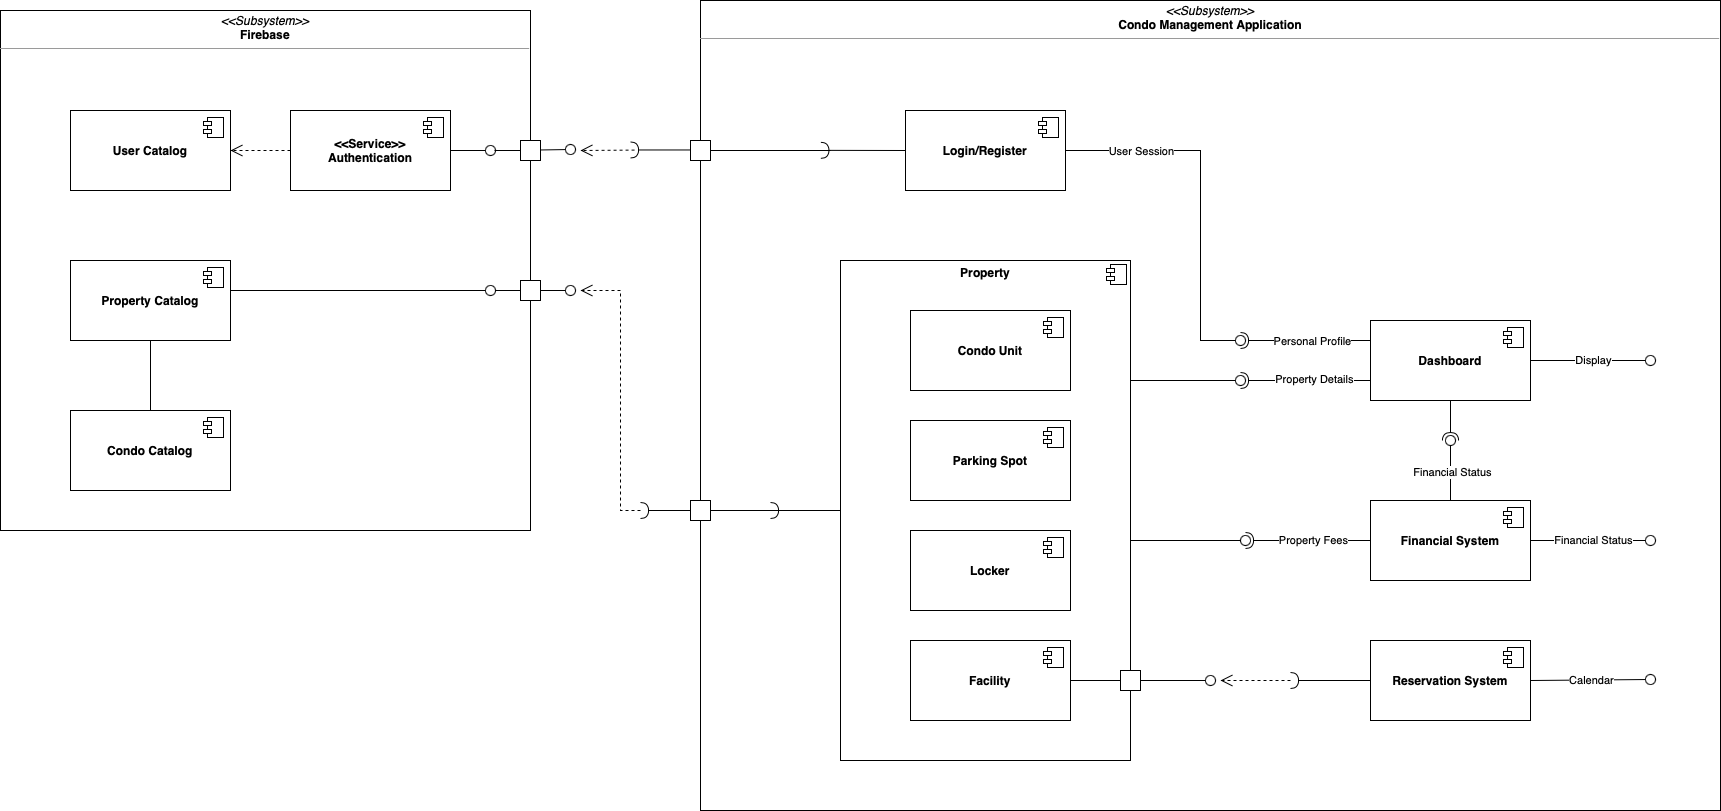 <<Subsystem>>
Firebase
User Catalog
<<Service>>
Authentication
Property Catalog
Condo Catalog
<<Subsystem>>
Condo Management Application
Login/Register
User Session
Property
Condo Unit
Parking Spot
Locker
Facility
Personal Profile
Property Details
Dashboard
Display
Financial Status
Property Fees
Financial System
Financial Status
Reservation System
Calendar